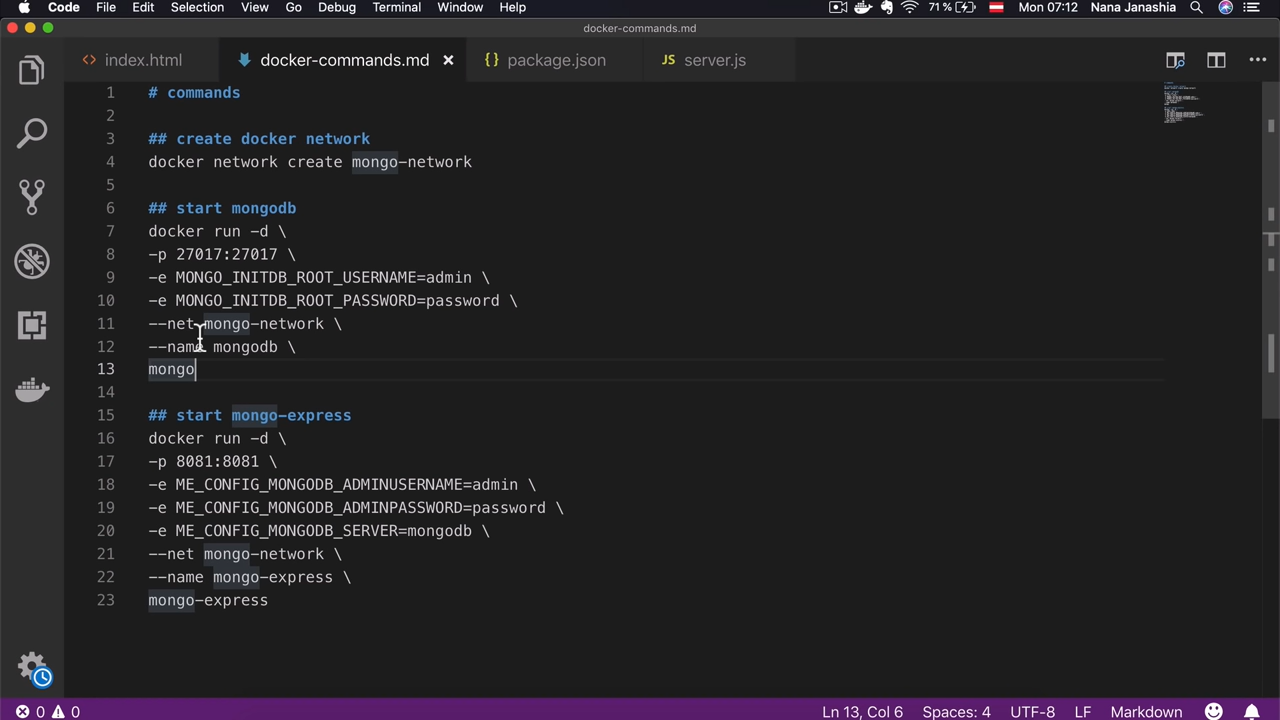 Code File Edit Selection View Go Debug Terminal Window Help 71 % Mon 07:12 Nana Janashia
docker-commands.md
<> index.html docker-commands.md × {} package.json JS server.js
1 # commands
2
3 ## create docker network
4 docker network create mongo-network
5
6 ## start mongodb
7 docker run -d \
8 -p 27017:27017 \
9 -e MONGO_INITDB_ROOT_USERNAME=admin \
10 -e MONGO_INITDB_ROOT_PASSWORD=password \
11 --net mongo-network \
12 --name mongodb \
13 mongo
14
15 ## start mongo-express
16 docker run -d \
17 -p 8081:8081 \
18 -e ME_CONFIG_MONGODB_ADMINUSERNAME=admin \
19 -e ME_CONFIG_MONGODB_ADMINPASSWORD=password \
20 -e ME_CONFIG_MONGODB_SERVER=mongodb \
21 --net mongo-network \
22 --name mongo-express \
23 mongo-express
0 0 Ln 13, Col 6 Spaces: 4 UTF-8 LF Markdown